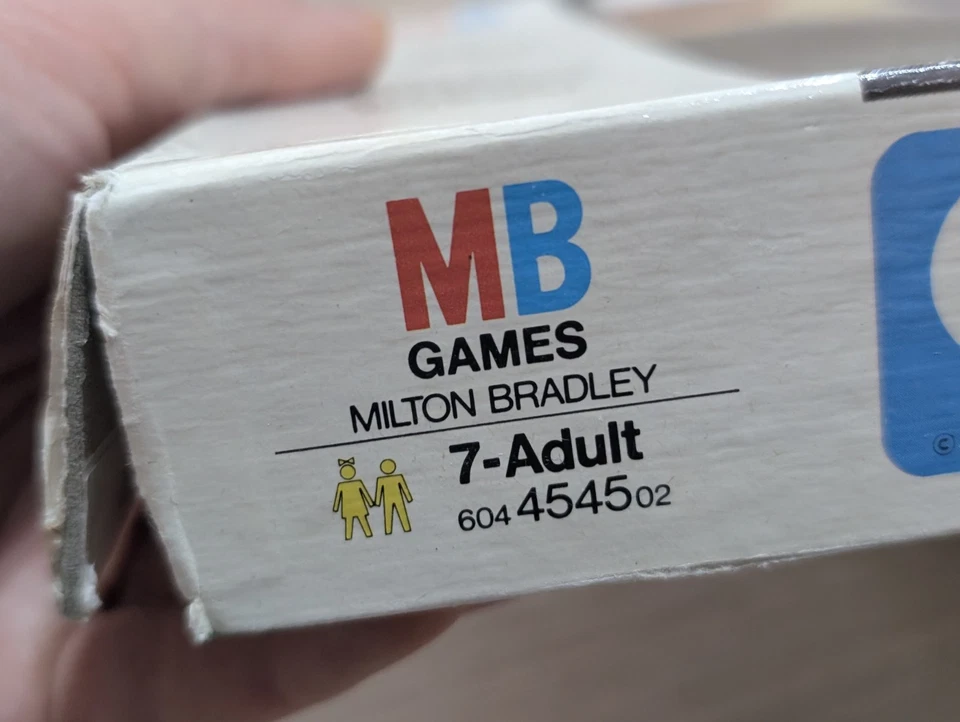 MB
GAMES
MILTON BRADLEY
7-Adult
604 4545 02
©